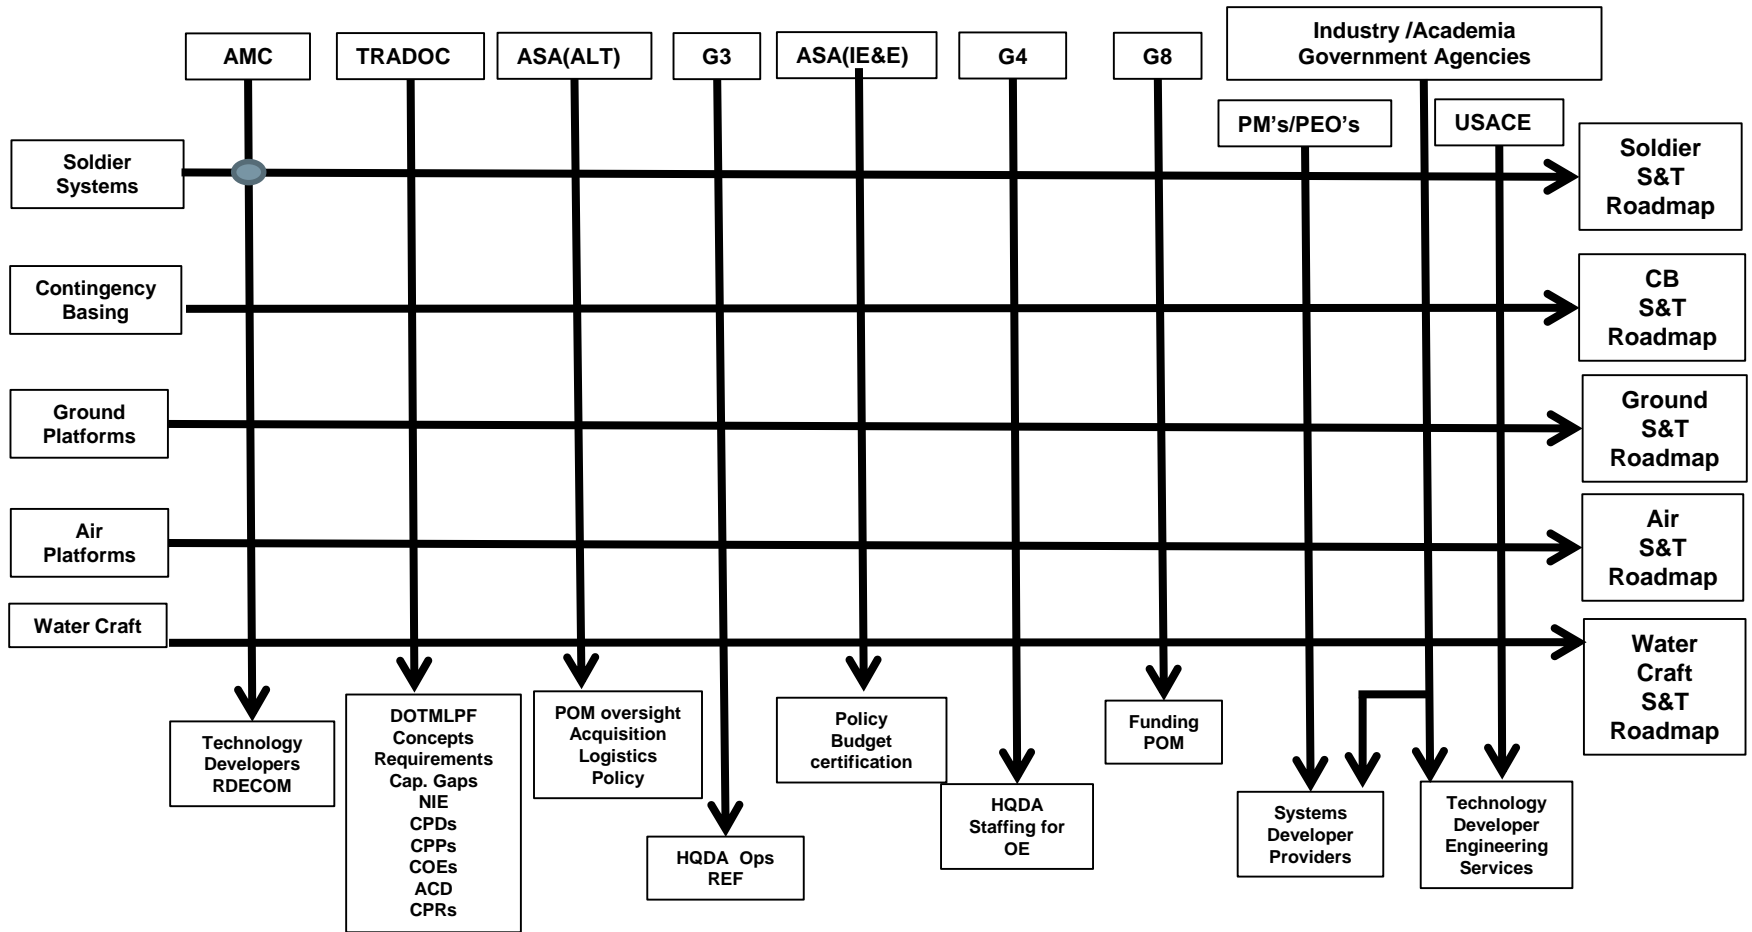 AMC
TRADOC
ASA(ALT)
G3
ASA(IE&E)
G4
G8
Industry /Academia
Government Agencies
PM's/PEO's
USACE
Soldier
Systems
Soldier
S&T
Roadmap
Contingency
Basing
CB
S&T
Roadmap
Ground
Platforms
Ground
S&T
Roadmap
Air
Platforms
Air
S&T
Roadmap
Water Craft
Water
Craft
S&T
Roadmap
Technology
Developers
RDECOM
DOTMLPF
Concepts
Requirements
Cap. Gaps
NIE
CPDs
CPPs
COEs
ACD
CPRs
POM oversight
Acquisition
Logistics
Policy
HQDA Ops
REF
Policy
Budget
certification
HQDA
Staffing for
OE
Funding
POM
Systems
Developer
Providers
Technology
Developer
Engineering
Services